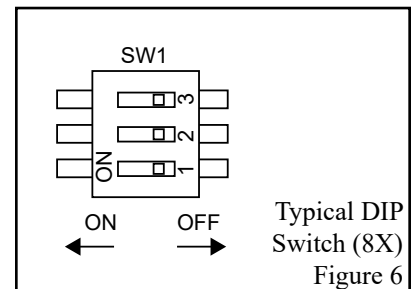 SW1
3
2
1
ON
ON OFF
Typical DIP
Switch (8X)
Figure 6